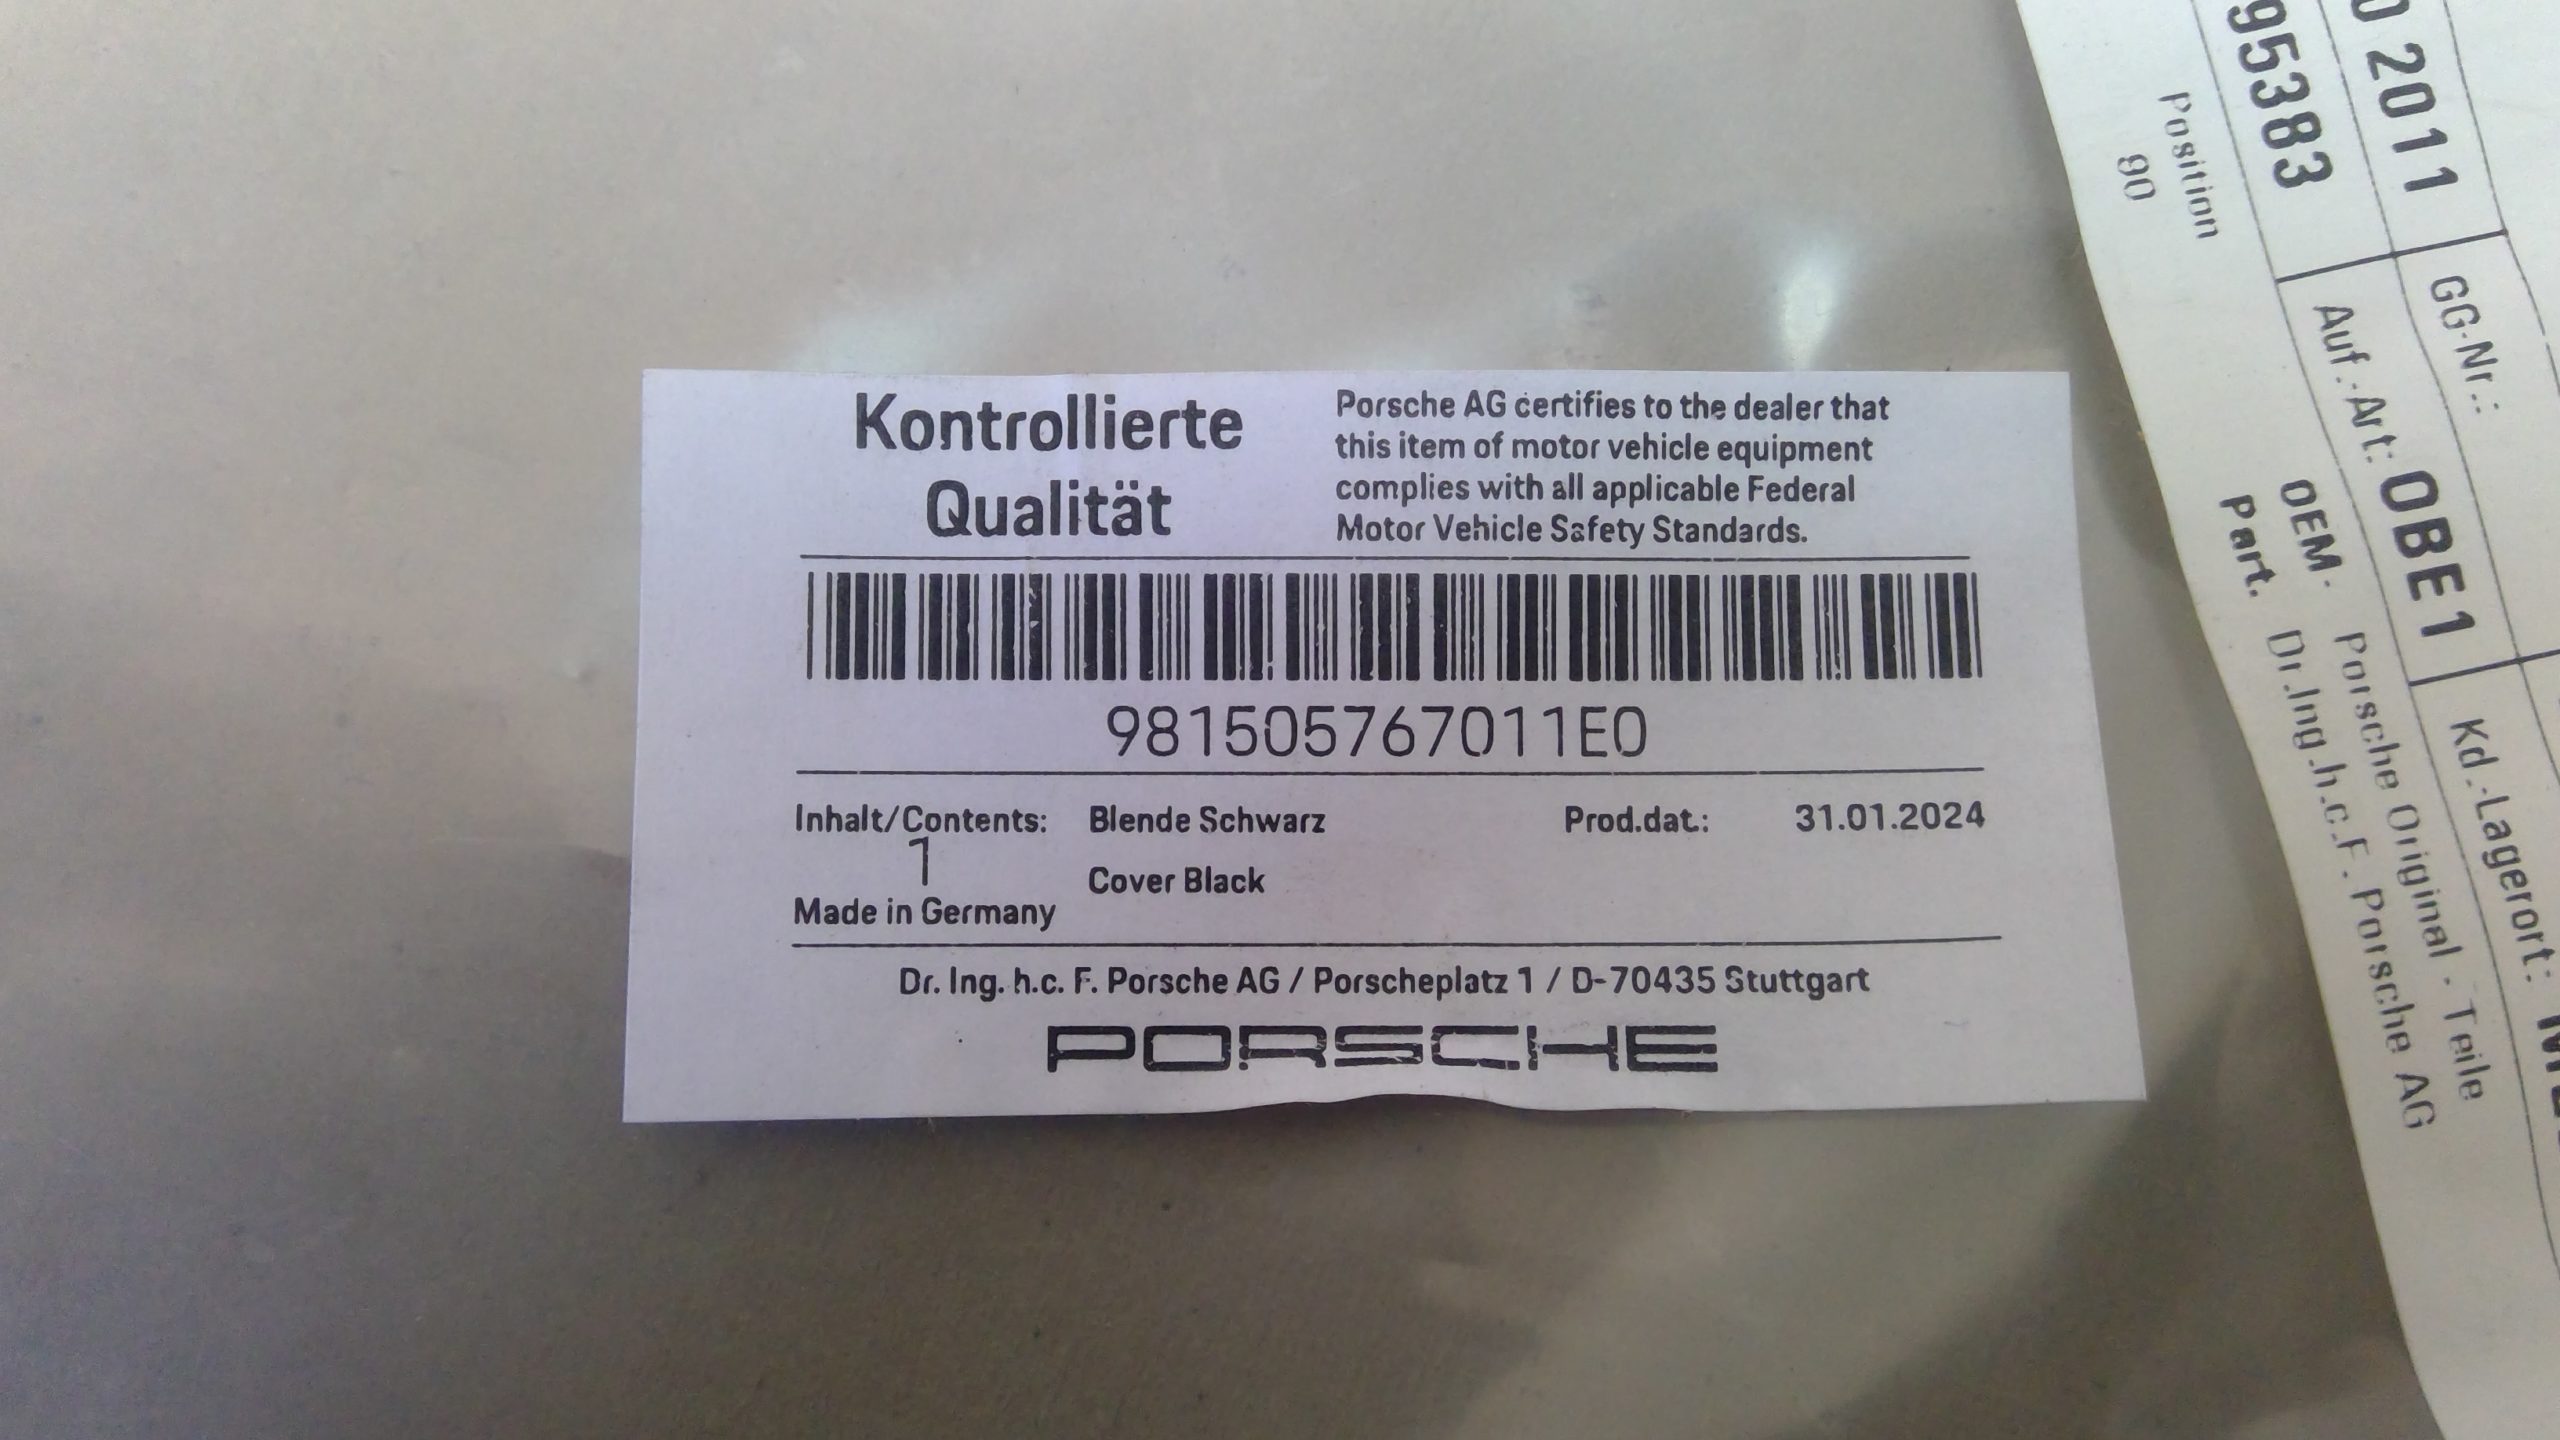 Kontrollierte
Qualität
Porsche AG certifies to the dealer that
this item of motor vehicle equipment
complies with all applicable Federal
Motor Vehicle Safety Standards.
981505767011E0
Inhalt/Contents: Blende Schwarz Prod.dat.: 31.01.2024
1
Cover Black
Made in Germany
Dr. Ing. h.c. F. Porsche AG / Porscheplatz 1 / D-70435 Stuttgart
PORSCHE
0 2011
GG-Nr.:
95383
Auf.-Art: OBE1
Kd.-Lagerort:
Position
90
OEM- Porsche Original - Teile
Part. Dr.Ing.h.c.F. Porsche AG